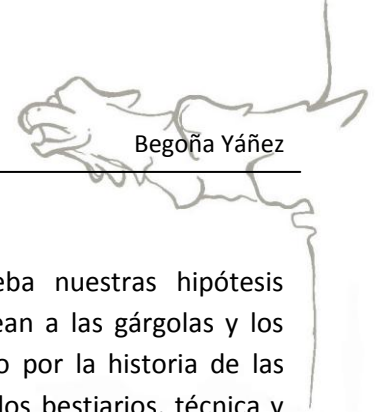 Begoña Yáñez
eba nuestras hipótesis
ean a las gárgolas y los
o por la historia de las
los bestiarios, técnica y